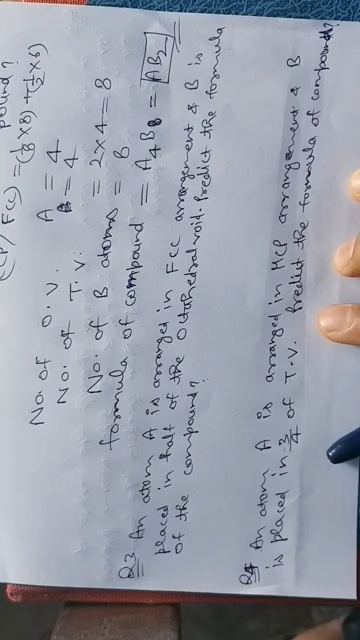 (CCP/FCC) = (1/8 × 8) + (1/2 × 6)
A = 4
No. of O.V. = 4
No. of T.V. = 2×4 = 8
No. of B atoms = 8
formula of compound = A4B8 = AB2
Q3 An atom A is arranged in FCC arrangement & B is
placed in half of the Octahedral void. Predict the formula
of the compound?
Q4 An atom A is arranged in HCP arrangement & B
is placed in 3/4 of T.V. Predict the formula of compound?